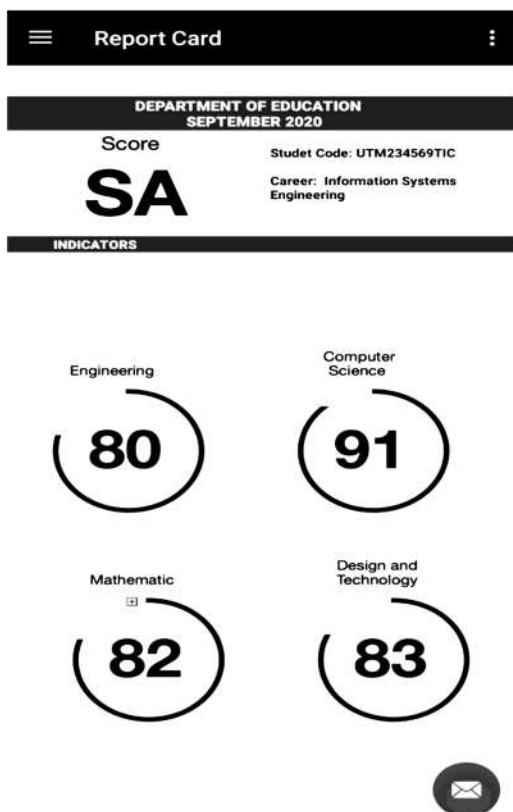 Report Card
DEPARTMENT OF EDUCATION
SEPTEMBER 2020
Score
SA
Studet Code: UTM234569TIC
Career: Information Systems
Engineering
INDICATORS
Engineering
80
Computer
Science
91
Mathematic
82
Design and
Technology
83